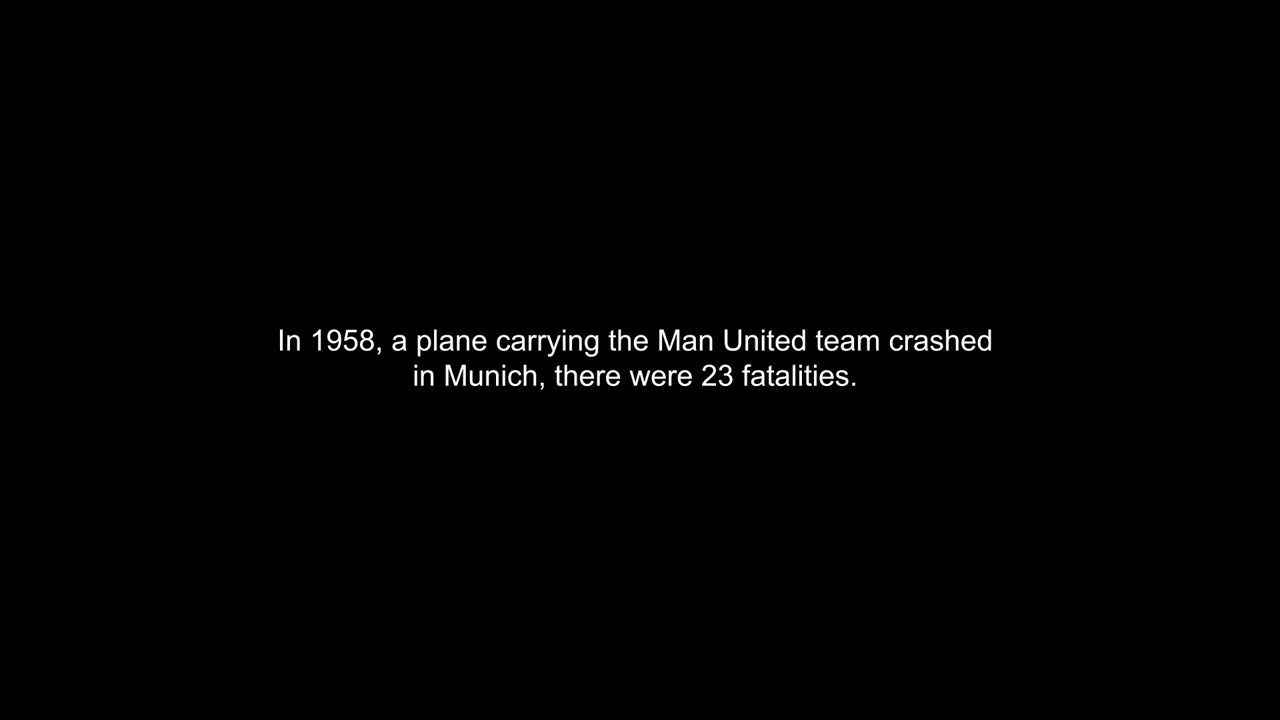 In 1958, a plane carrying the Man United team crashed
in Munich, there were 23 fatalities.